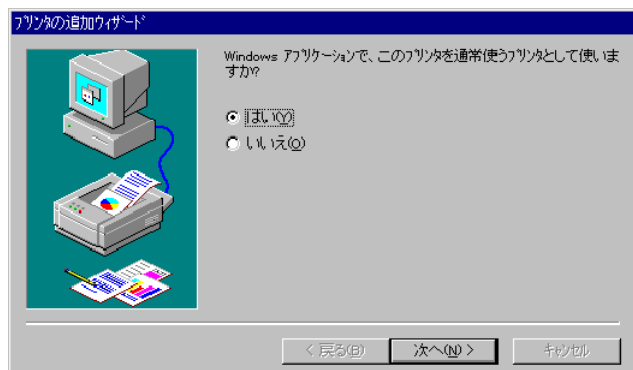 プリンタの追加ウィザード
Windows アプリケーションで、このプリンタを通常使うプリンタとして使いま
すか?
はい(Y)
いいえ(O)
< 戻る(B)
次へ(N) >
キャンセル